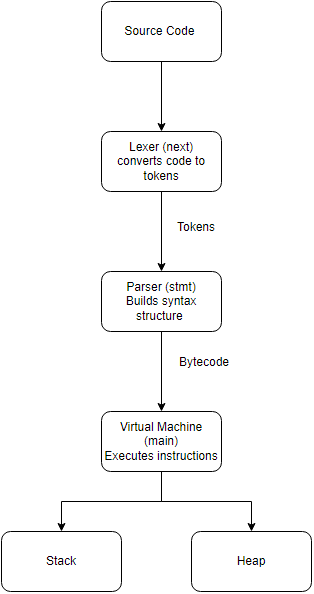 Source Code
Lexer (next)
converts code to
tokens
Tokens
Parser (stmt)
Builds syntax
structure
Bytecode
Virtual Machine
(main)
Executes instructions
Stack
Heap